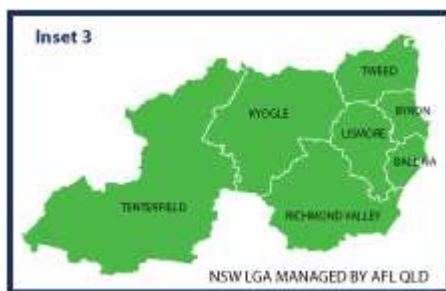 Inset 3
TWEED
KYOGLE
BYRON
LISMORE
BALLINA
TENTERFIELD
RICHMOND VALLEY
NSW LGA MANAGED BY AFL QLD